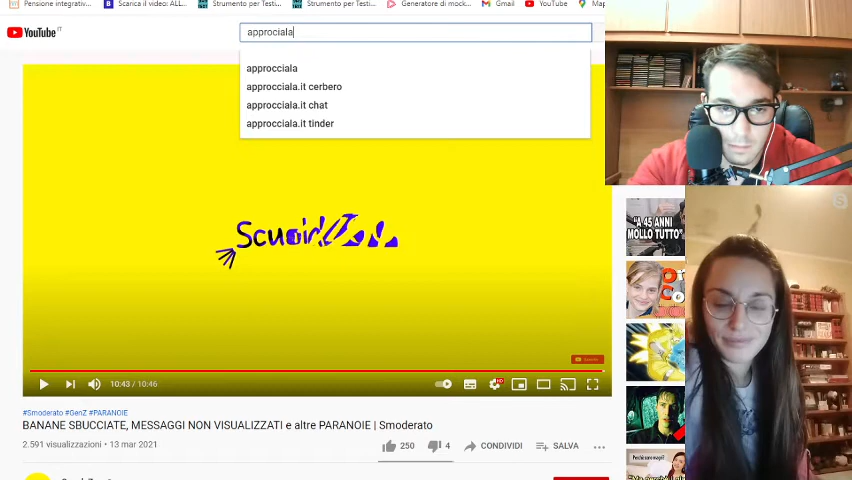 Pensione integrativ...
Scarica il video: ALL...
Strumento per Testi...
Strumento per Testi...
Generatore di mock...
Gmail
YouTube
M
YouTube IT
approciala
approcciala
approcciala.it cerbero
approcciala.it chat
approcciala.it tinder
"A 45 ANNI
MOLLO TUTTO"
10:43 / 10:46
HD
#Smoderato #GenZ #PARANOIE
BANANE SBUCCIATE, MESSAGGI NON VISUALIZZATI e altre PARANOIE | Smoderato
2.591 visualizzazioni • 13 mar 2021
250
4
CONDIVIDI
SALVA